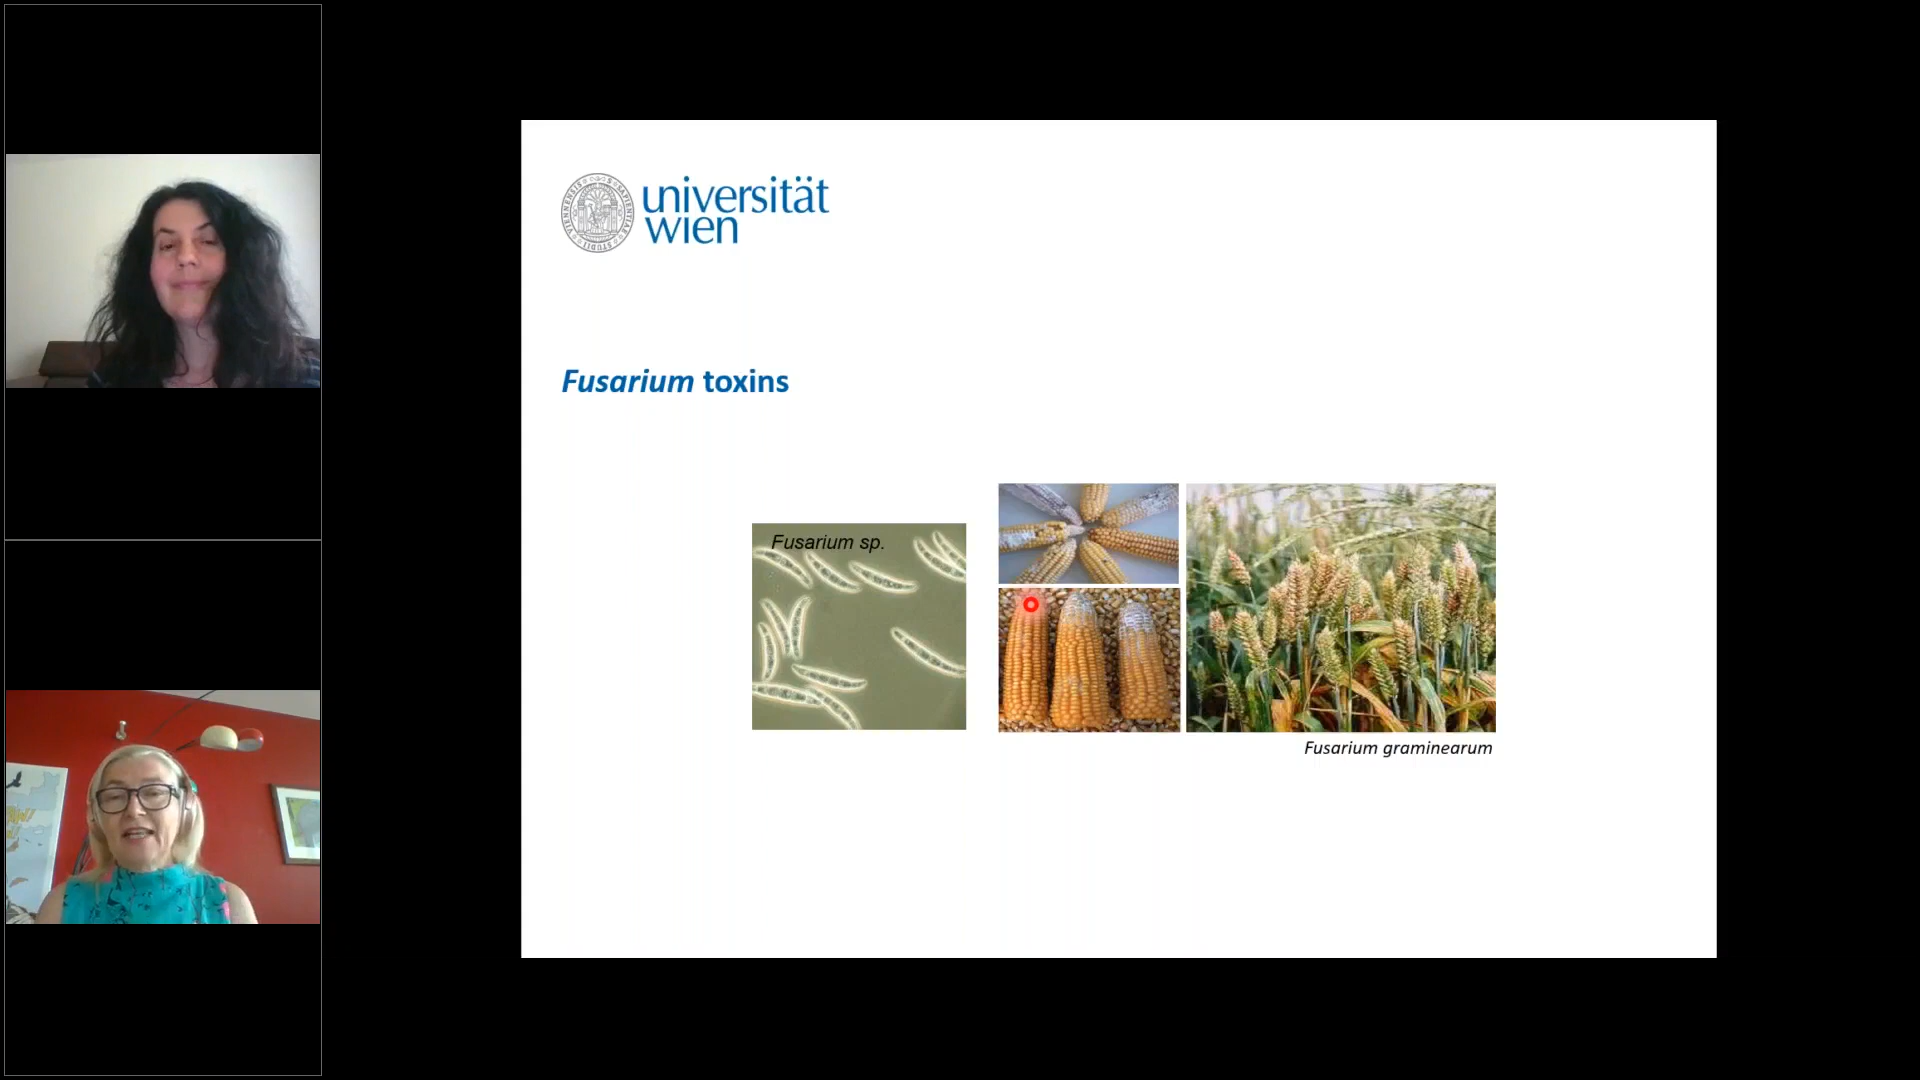 universität
wien
Fusarium toxins
Fusarium sp.
Fusarium graminearum